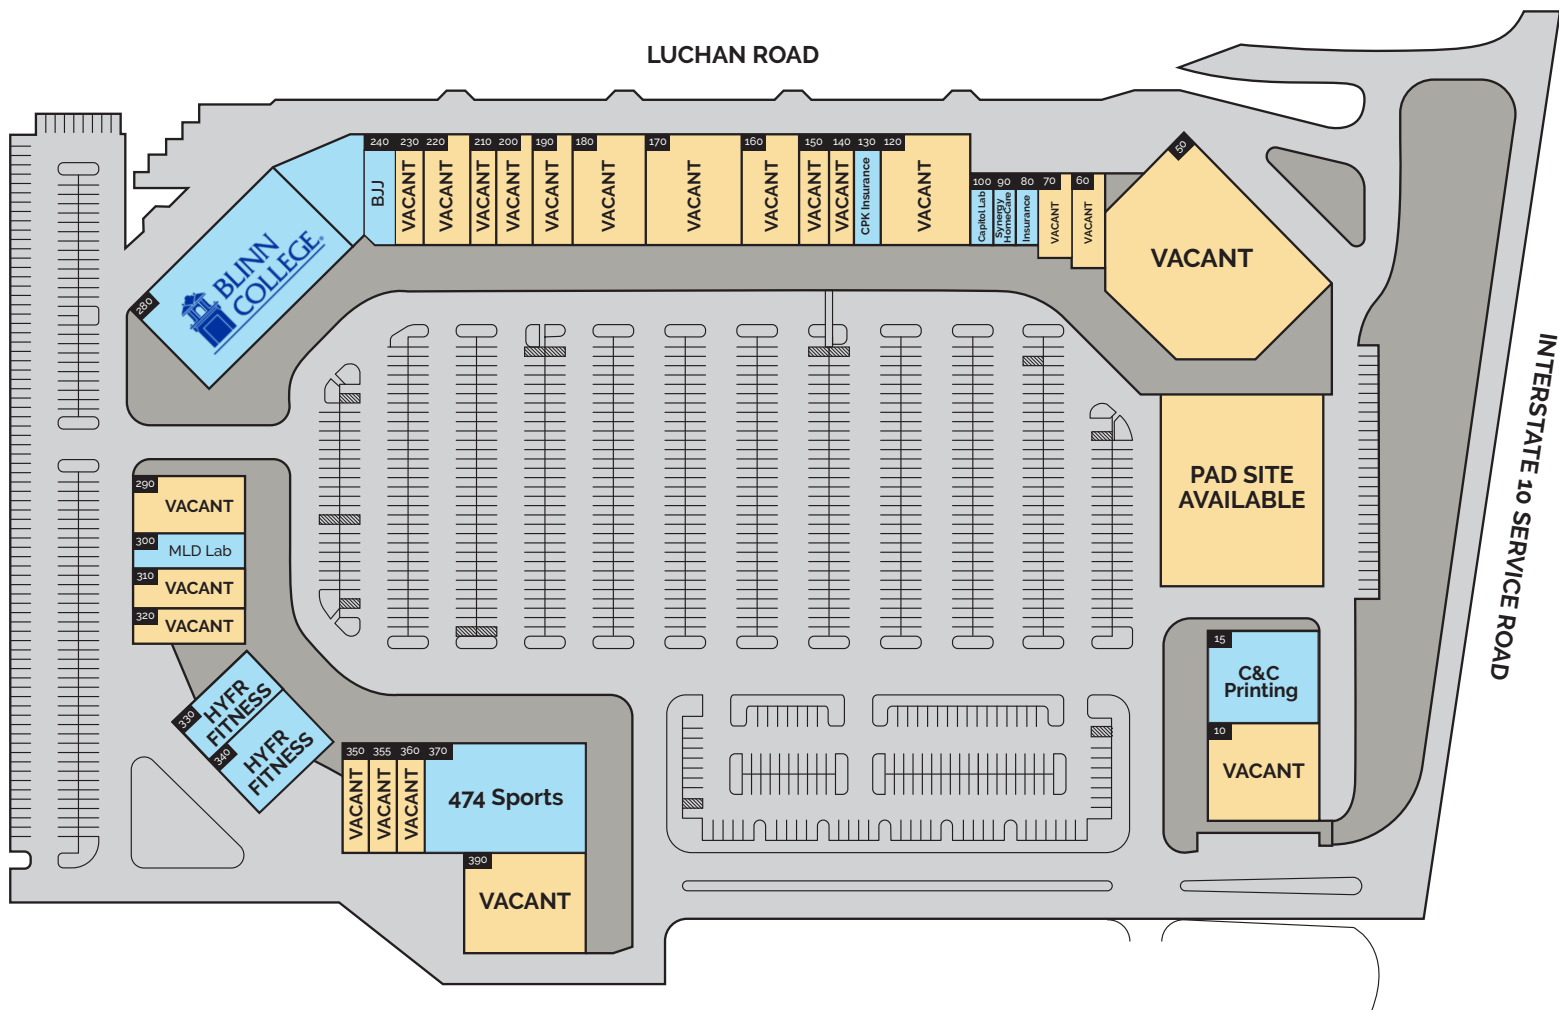 LUCHAN ROAD
240
BJJ
230
VACANT
220
VACANT
210
VACANT
200
VACANT
190
VACANT
180
VACANT
170
VACANT
160
VACANT
150
VACANT
140
VACANT
130
CPK Insurance
120
VACANT
100
Capitol Lab
90
Synergy
HomeCare
80
Insurance
70
VACANT
60
VACANT
50
VACANT
280
BLINN
COLLEGE®
INTERSTATE 10 SERVICE ROAD
PAD SITE
AVAILABLE
290
VACANT
300
MLD Lab
310
VACANT
320
VACANT
330
HYFR
FITNESS
340
HYFR
FITNESS
350
VACANT
355
VACANT
360
VACANT
370
474 Sports
390
VACANT
15
C&C
Printing
10
VACANT